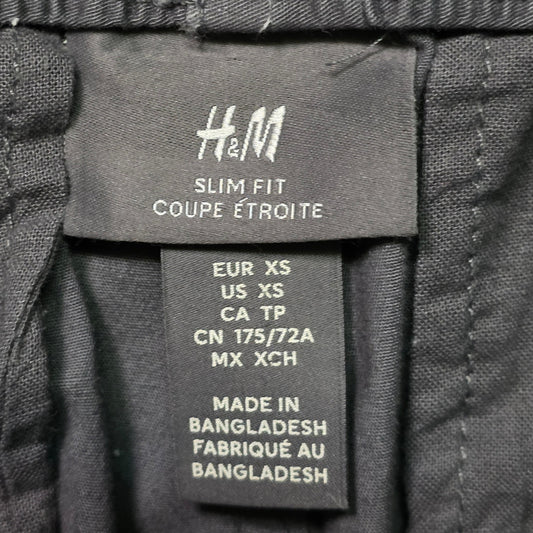 H&M
SLIM FIT
COUPE ÉTROITE
EUR XS
US XS
CA TP
CN 175/72A
MX XCH
MADE IN
BANGLADESH
FABRIQUÉ AU
BANGLADESH